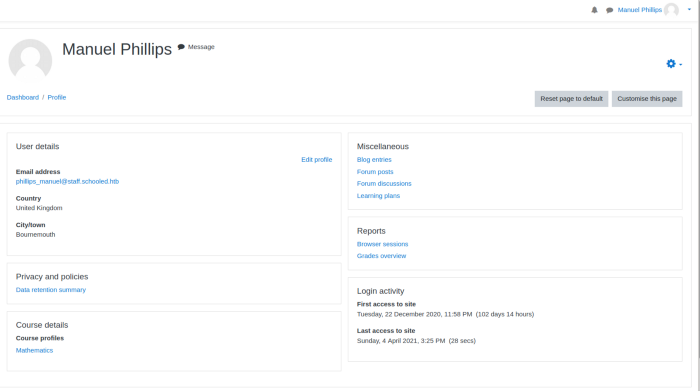 Manuel Phillips
Manuel Phillips Message
Dashboard / Profile
Reset page to default Customise this page
User details
Edit profile
Email address
phillips_manuel@staff.schooled.htb
Country
United Kingdom
City/town
Bournemouth
Privacy and policies
Data retention summary
Course details
Course profiles
Mathematics
Miscellaneous
Blog entries
Forum posts
Forum discussions
Learning plans
Reports
Browser sessions
Grades overview
Login activity
First access to site
Tuesday, 22 December 2020, 11:58 PM (102 days 14 hours)
Last access to site
Sunday, 4 April 2021, 3:25 PM (28 secs)